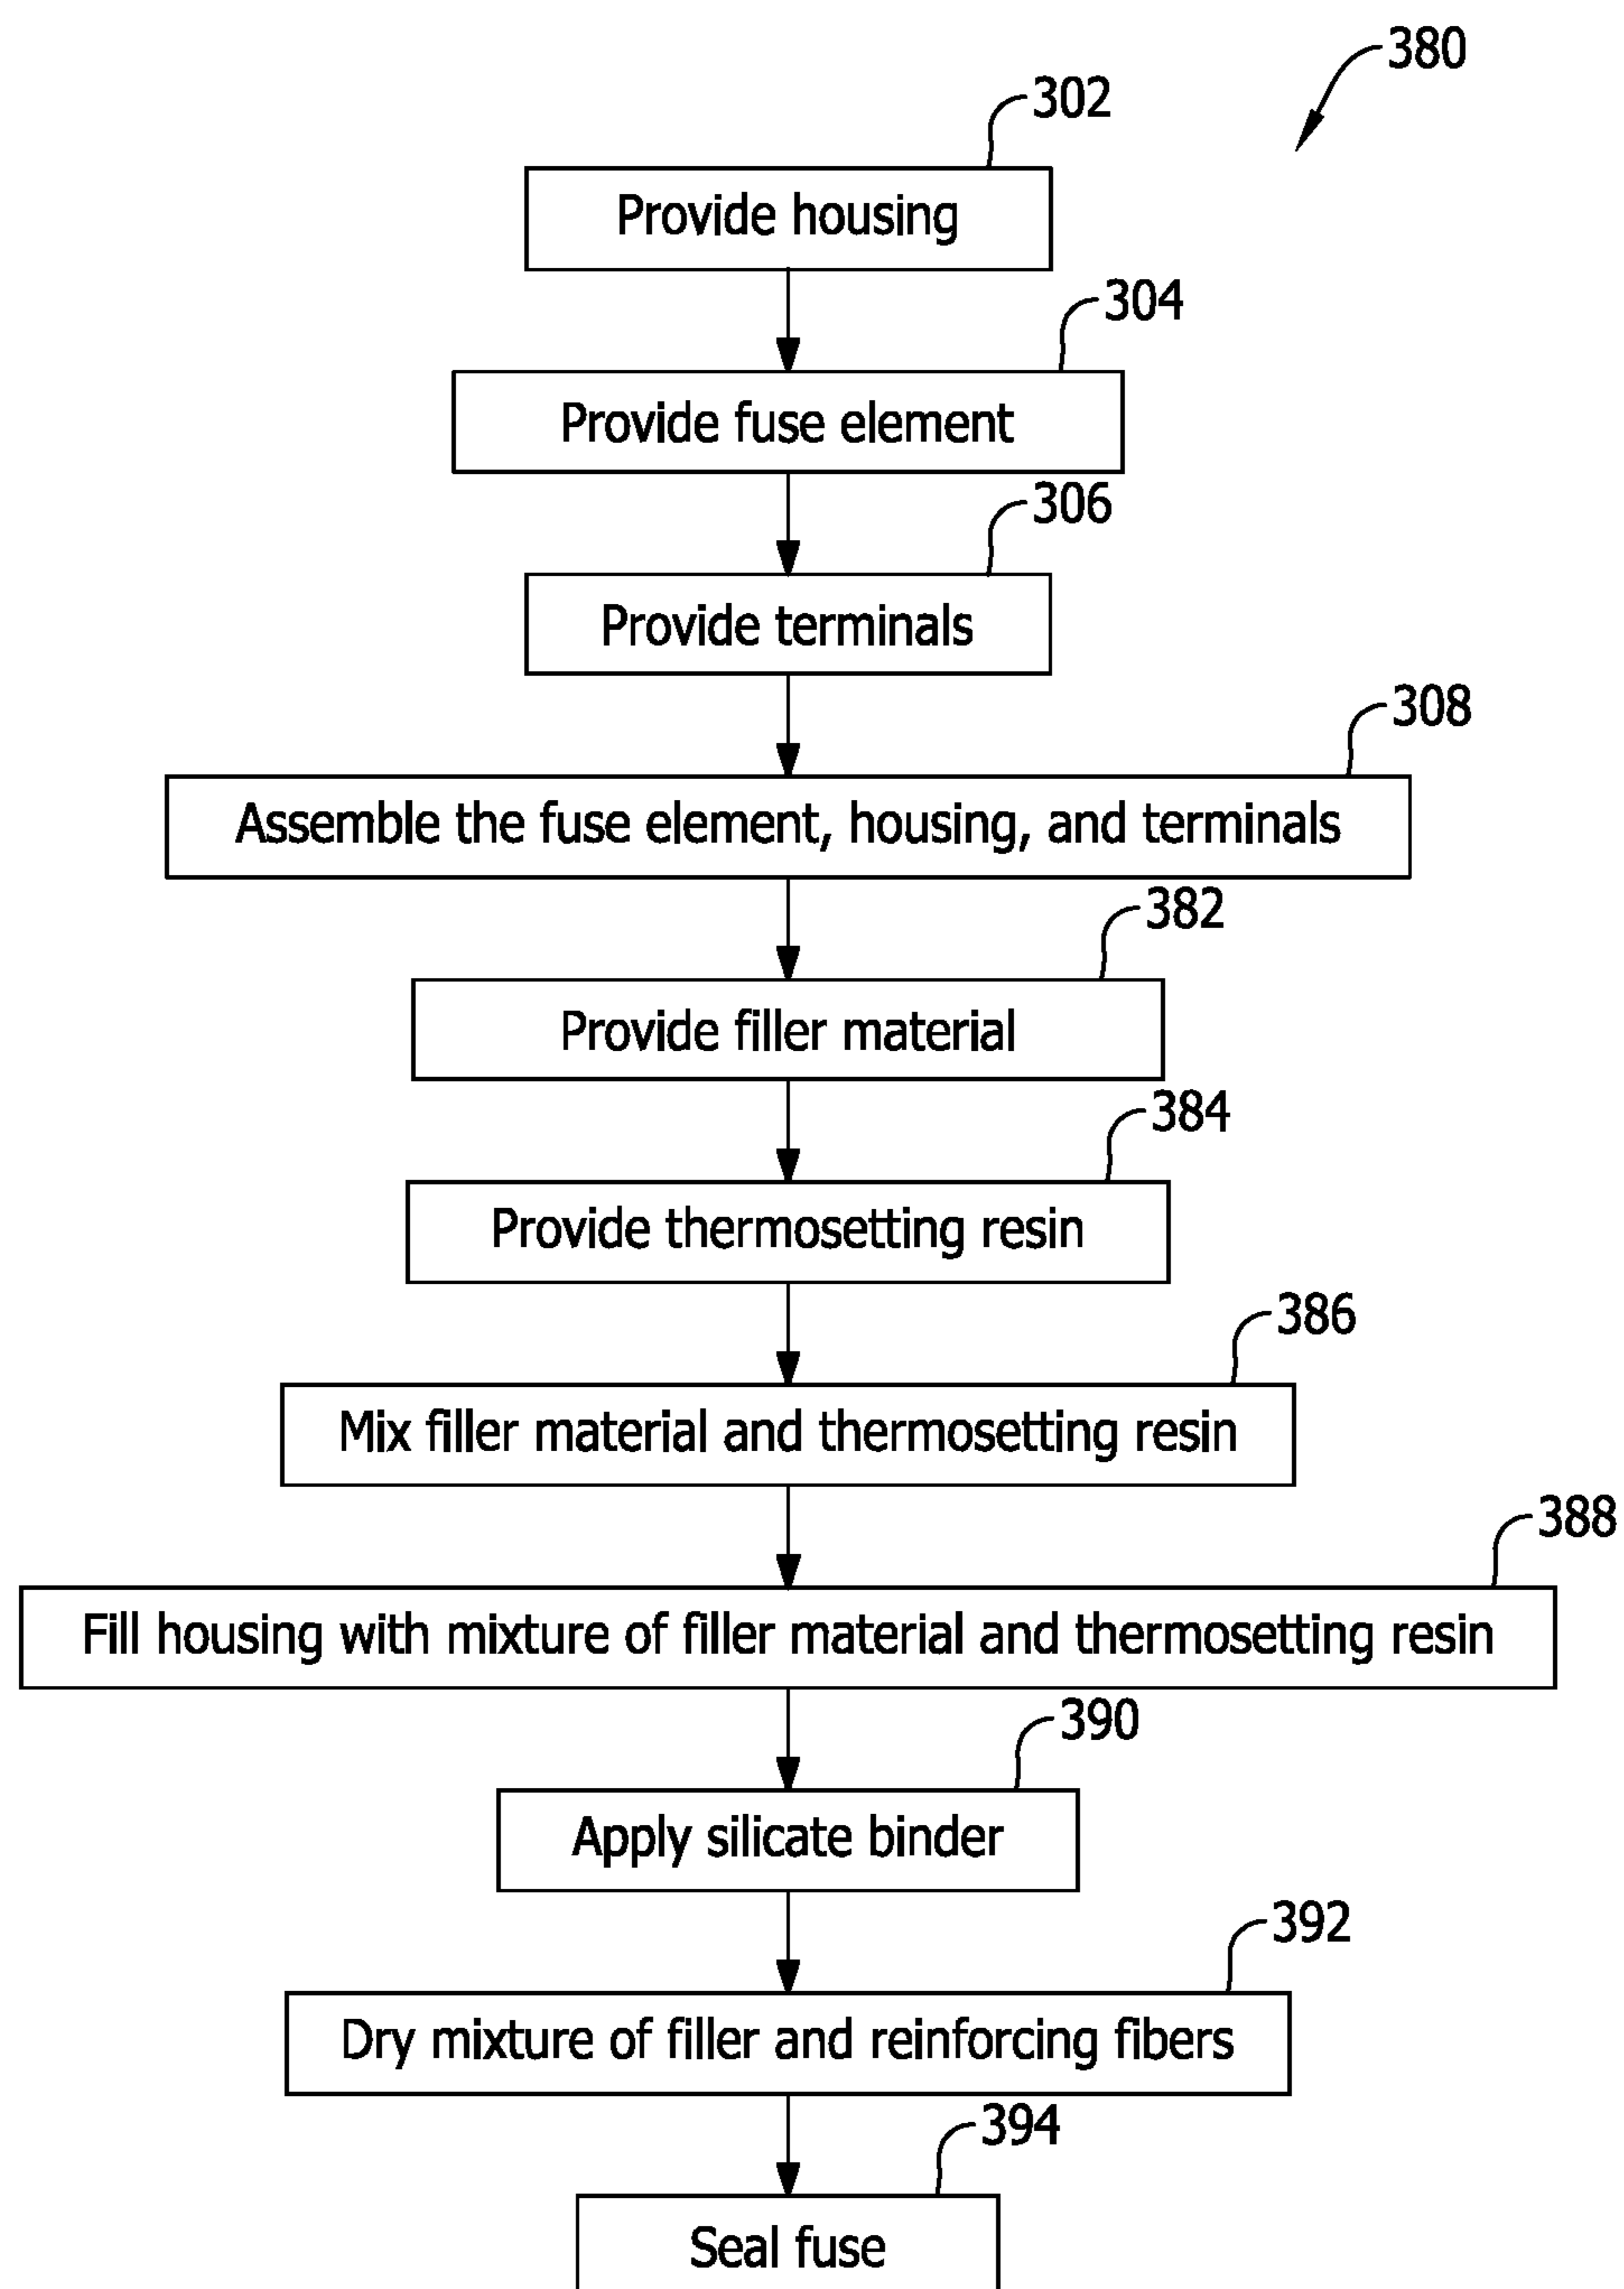 380
302
Provide housing
304
Provide fuse element
306
Provide terminals
308
Assemble the fuse element, housing, and terminals
382
Provide filler material
384
Provide thermosetting resin
386
Mix filler material and thermosetting resin
388
Fill housing with mixture of filler material and thermosetting resin
390
Apply silicate binder
392
Dry mixture of filler and reinforcing fibers
394
Seal fuse